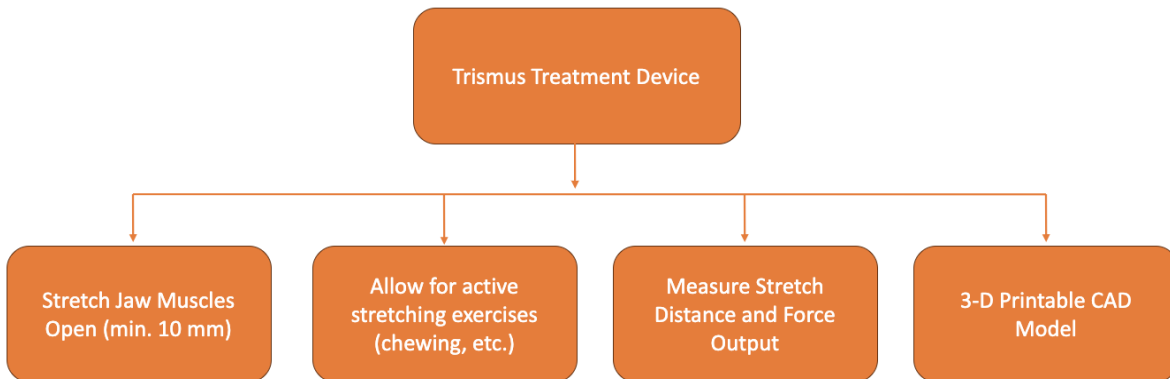 Trismus Treatment Device
Stretch Jaw Muscles
Open (min. 10 mm)
Allow for active
stretching exercises
(chewing, etc.)
Measure Stretch
Distance and Force
Output
3-D Printable CAD
Model